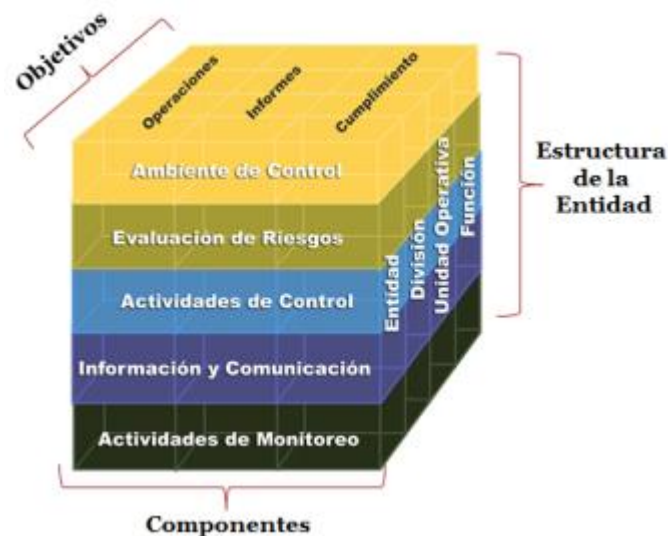 Objetivos
Operaciones
Informes
Cumplimiento
Ambiente de Control
Evaluación de Riesgos
Actividades de Control
Información y Comunicación
Actividades de Monitoreo
Entidad
División
Unidad Operativa
Función
Estructura
de la
Entidad
Componentes